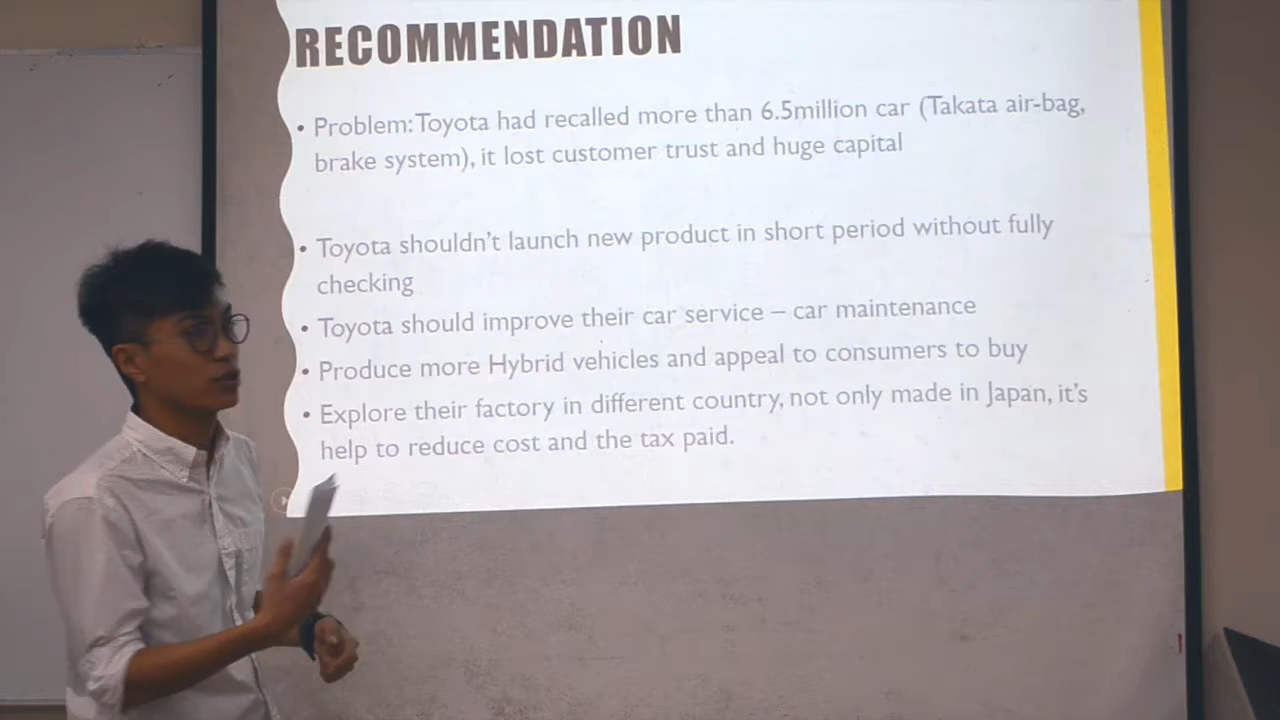 RECOMMENDATION
• Problem: Toyota had recalled more than 6.5million car (Takata air-bag,
brake system), it lost customer trust and huge capital
• Toyota shouldn't launch new product in short period without fully
checking
• Toyota should improve their car service – car maintenance
• Produce more Hybrid vehicles and appeal to consumers to buy
• Explore their factory in different country, not only made in Japan, it's
help to reduce cost and the tax paid.